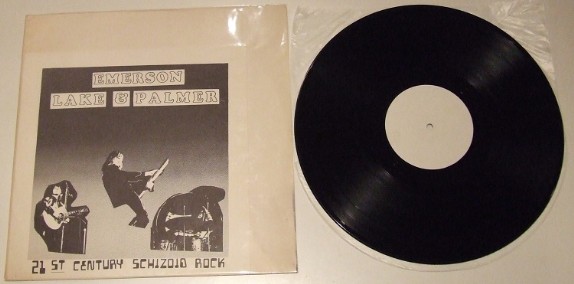 EMERSON
LAKE & PALMER
21 ST CENTURY SCHIZOID ROCK